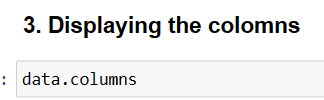 3. Displaying the colomns
: data.columns